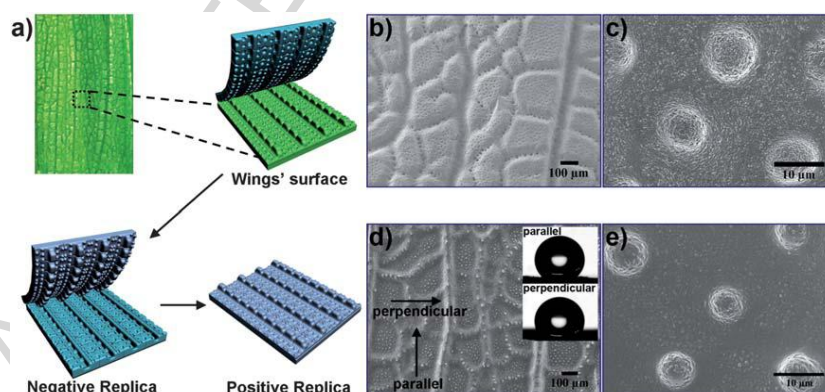 a)
Wings' surface
Negative Replica
Positive Replica
b)
100 µm
c)
10 µm
d)
perpendicular
parallel
parallel
perpendicular
100 µm
e)
10 µm